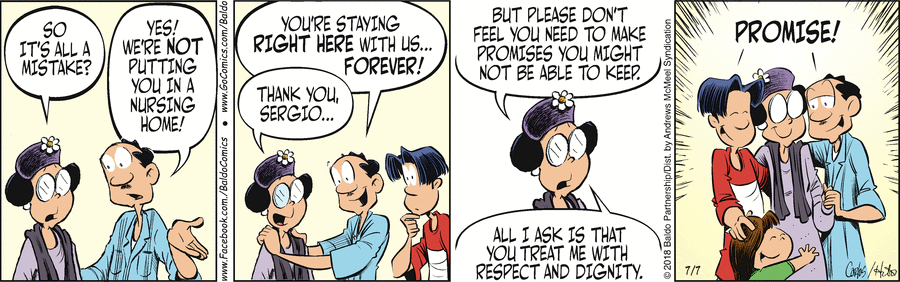 SO
IT'S ALL A
MISTAKE?
YES!
WE'RE NOT
PUTTING
YOU IN A
NURSING
HOME!
www.Facebook.com/BaldoComics • www.GoComics.com/Baldo
YOU'RE STAYING
RIGHT HERE WITH US...
FOREVER!
THANK YOU,
SERGIO...
BUT PLEASE DON'T
FEEL YOU NEED TO MAKE
PROMISES YOU MIGHT
NOT BE ABLE TO KEEP.
ALL I ASK IS THAT
YOU TREAT ME WITH
RESPECT AND DIGNITY.
© 2018 Baldo Partnership/Dist. by Andrews McMeel Syndication
PROMISE!
7/7